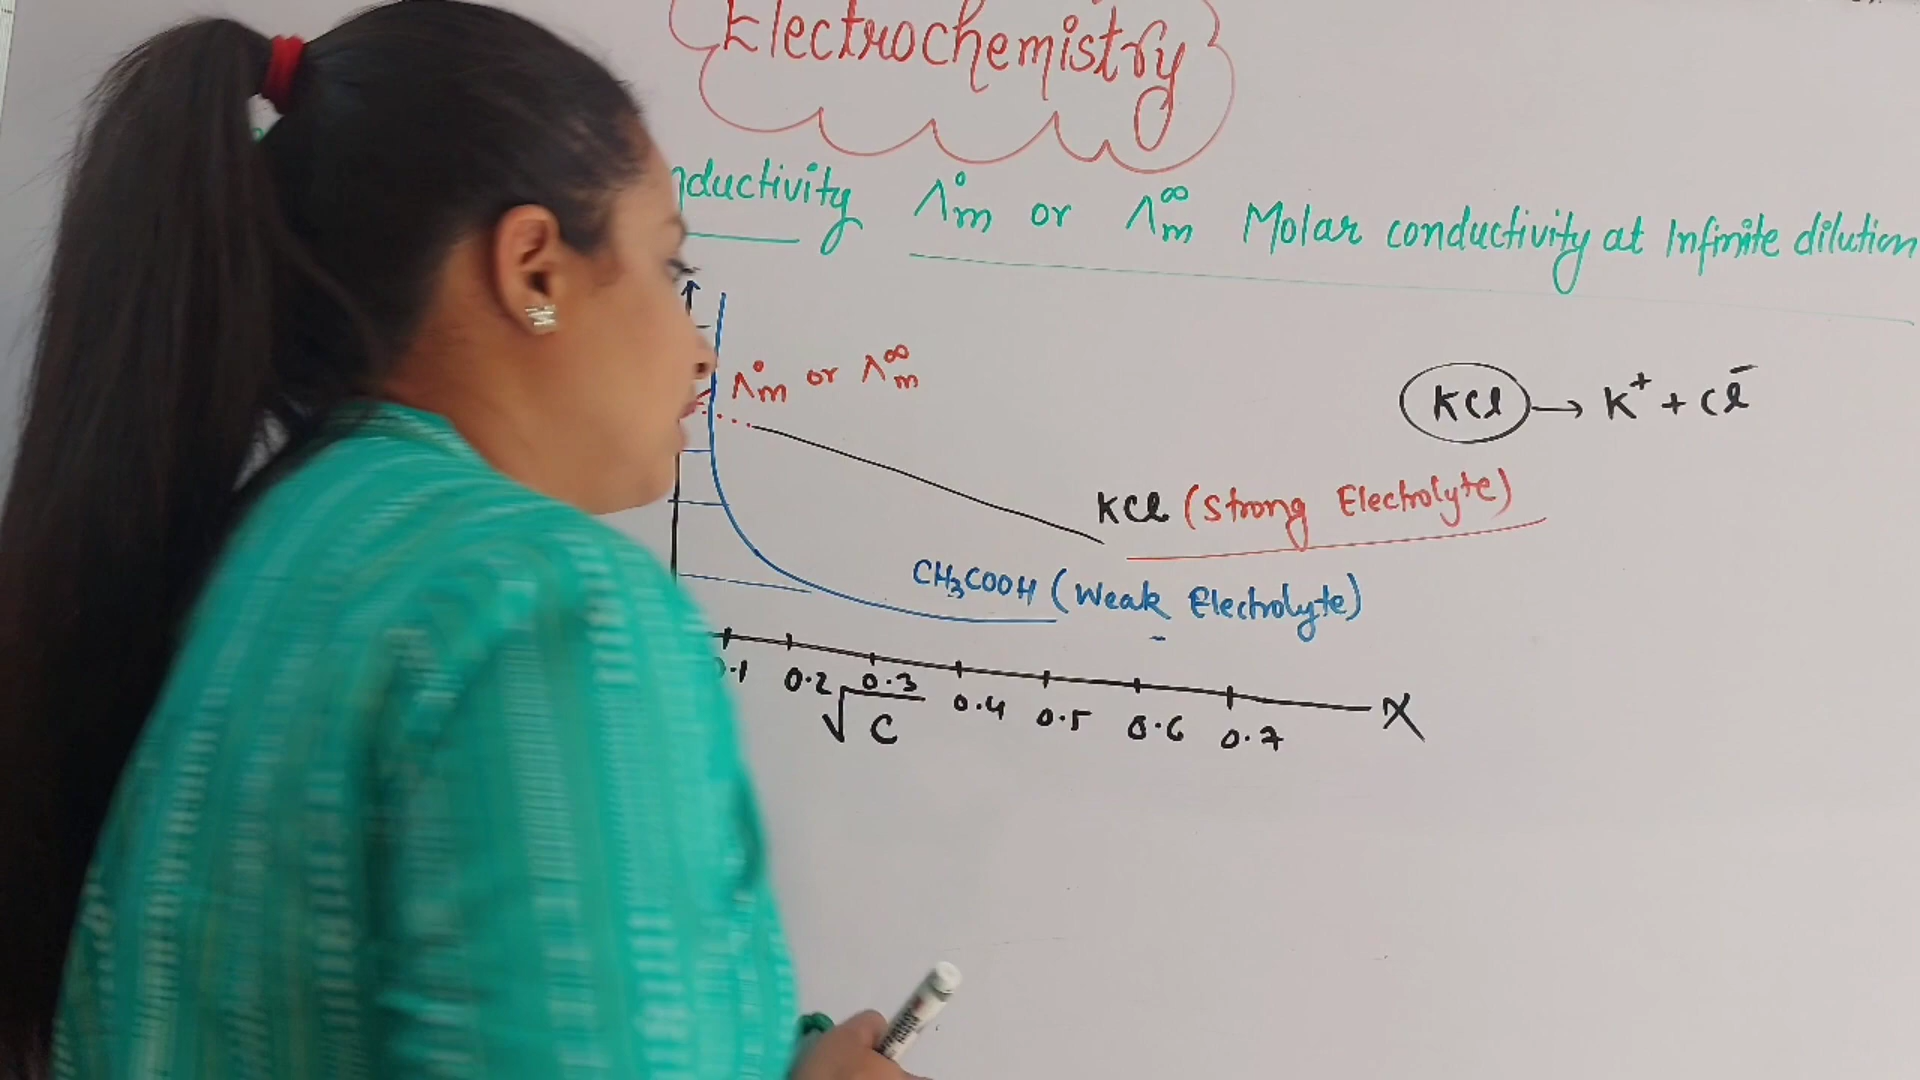 Electrochemistry
nductivity Λ°m or Λ∞m Molar conductivity at Infinite dilution
Λ°m or Λ∞m
KCl → K⁺ + Cl⁻
KCl (Strong Electrolyte)
CH₃COOH (Weak Electrolyte)
0.2 0.3 0.4 0.5 0.6 0.7 X
√C